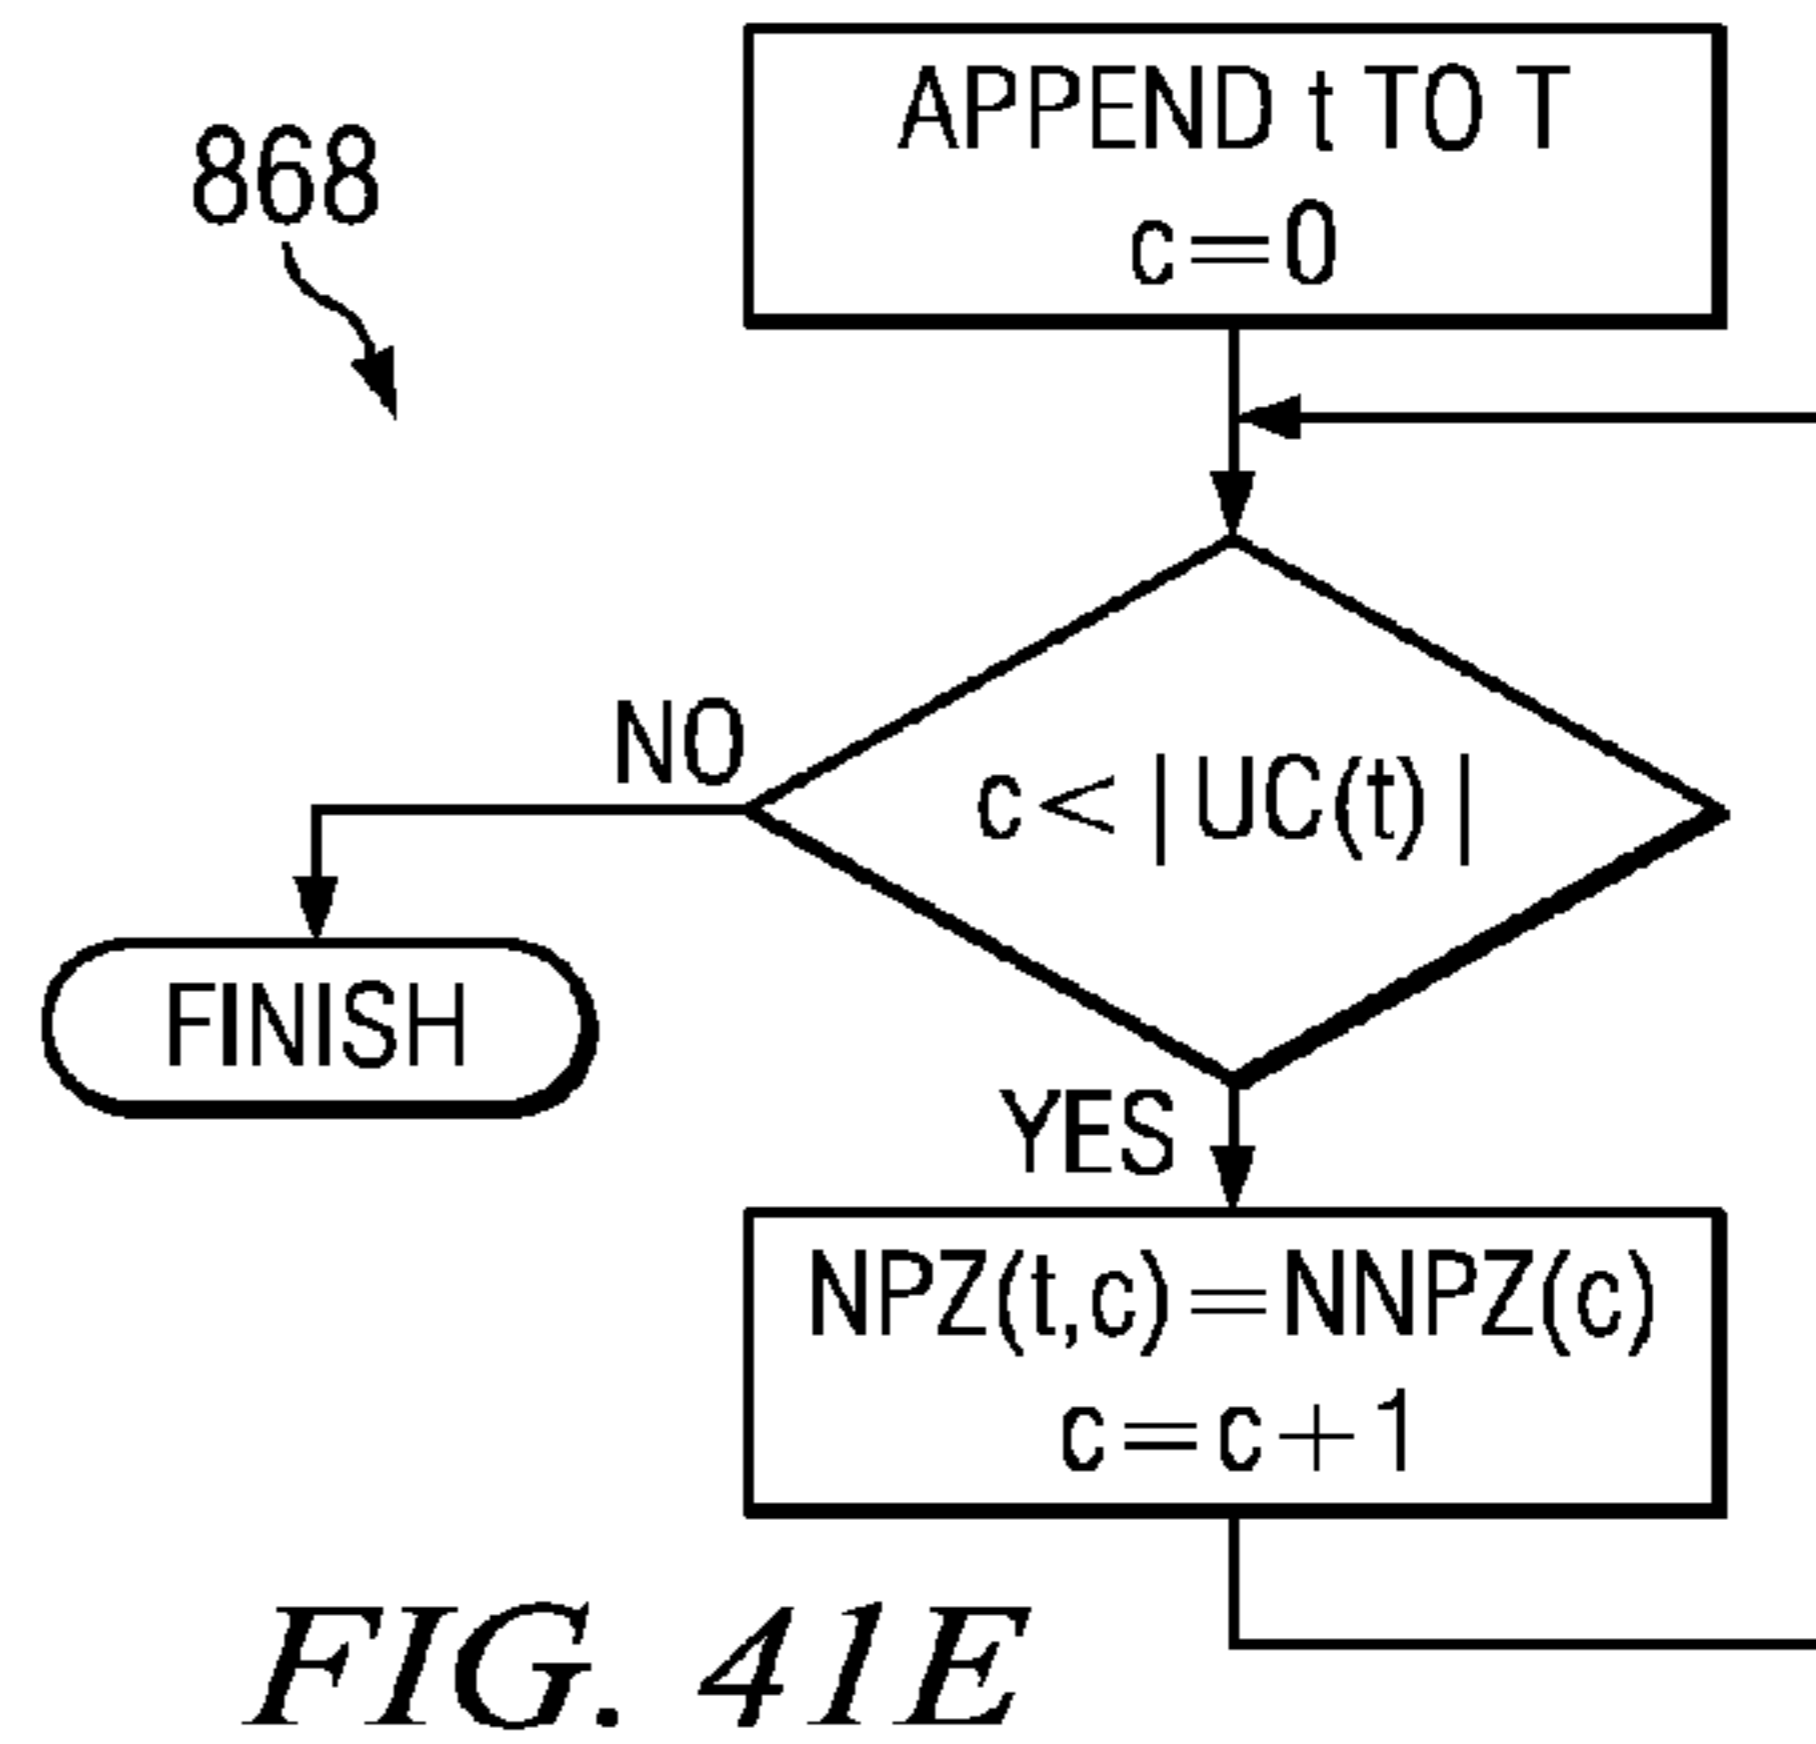 868
APPEND t TO T
c=0
NO
c<|UC(t)|
FINISH
YES
NPZ(t,c)=NNPZ(c)
c=c+1
FIG. 41E